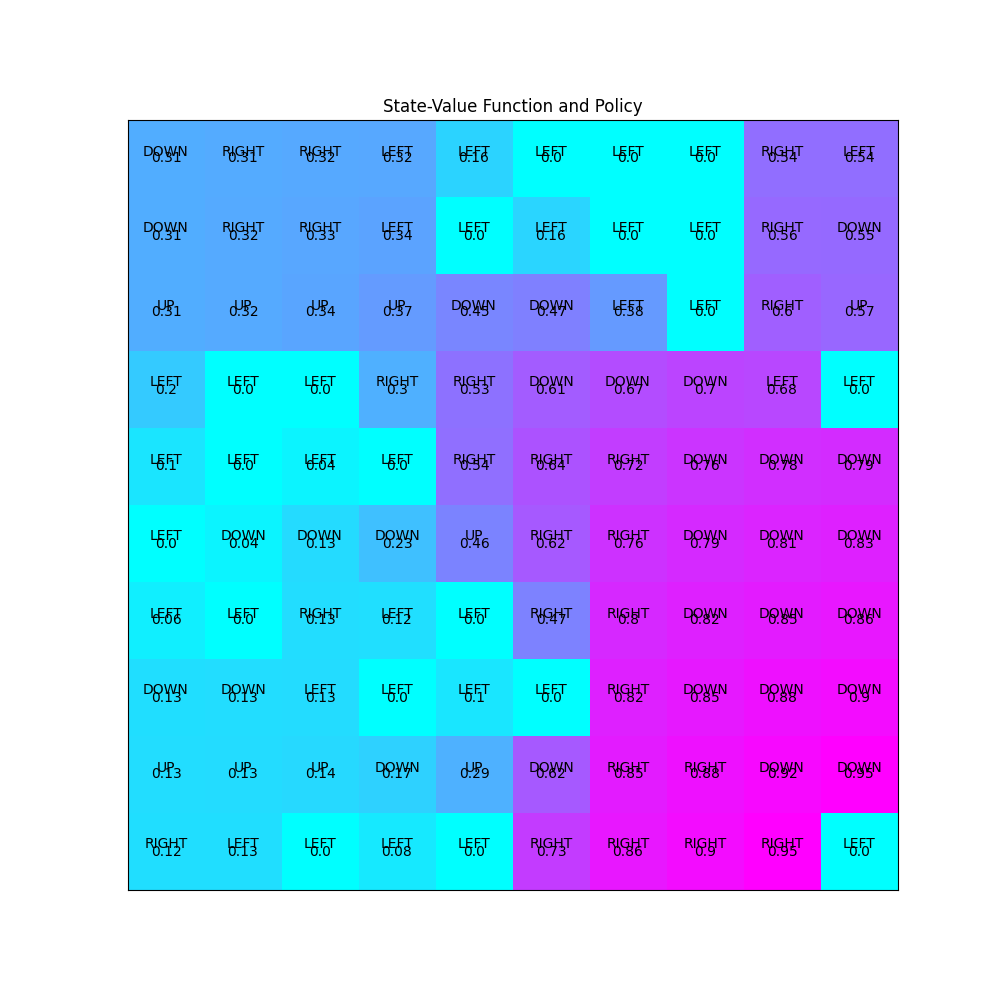 State-Value Function and Policy
DOWN RIGHT RIGHT LEFT LEFT LEFT LEFT LEFT RIGHT LEFT
0.31 0.31 0.32 0.32 0.16 0.0 0.0 0.0 0.54 0.54
DOWN RIGHT RIGHT LEFT LEFT LEFT LEFT LEFT RIGHT DOWN
0.31 0.32 0.33 0.34 0.0 0.16 0.0 0.0 0.56 0.55
UP UP UP UP DOWN DOWN LEFT LEFT RIGHT UP
0.31 0.32 0.34 0.37 0.45 0.47 0.38 0.0 0.6 0.57
LEFT LEFT LEFT RIGHT RIGHT DOWN DOWN DOWN LEFT LEFT
0.2 0.0 0.0 0.3 0.53 0.61 0.67 0.7 0.68 0.0
LEFT LEFT LEFT LEFT RIGHT RIGHT RIGHT DOWN DOWN DOWN
0.1 0.0 0.04 0.0 0.54 0.64 0.72 0.76 0.78 0.79
LEFT DOWN DOWN DOWN UP RIGHT RIGHT DOWN DOWN DOWN
0.0 0.04 0.13 0.23 0.46 0.62 0.76 0.79 0.81 0.83
LEFT LEFT RIGHT LEFT LEFT RIGHT RIGHT DOWN DOWN DOWN
0.06 0.0 0.13 0.12 0.0 0.47 0.8 0.82 0.85 0.86
DOWN DOWN LEFT LEFT LEFT LEFT RIGHT DOWN DOWN DOWN
0.13 0.13 0.13 0.0 0.1 0.0 0.82 0.85 0.88 0.9
UP UP UP DOWN UP DOWN RIGHT RIGHT DOWN DOWN
0.13 0.13 0.14 0.17 0.29 0.62 0.85 0.88 0.92 0.95
RIGHT LEFT LEFT LEFT LEFT RIGHT RIGHT RIGHT RIGHT LEFT
0.12 0.13 0.0 0.08 0.0 0.73 0.86 0.9 0.95 0.0